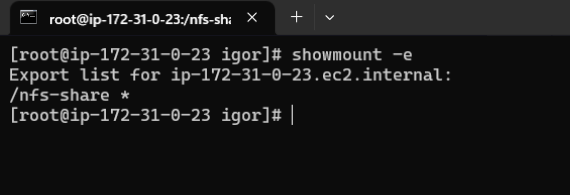 root@ip-172-31-0-23:/nfs-sha
[root@ip-172-31-0-23 igor]# showmount -e
Export list for ip-172-31-0-23.ec2.internal:
/nfs-share *
[root@ip-172-31-0-23 igor]#